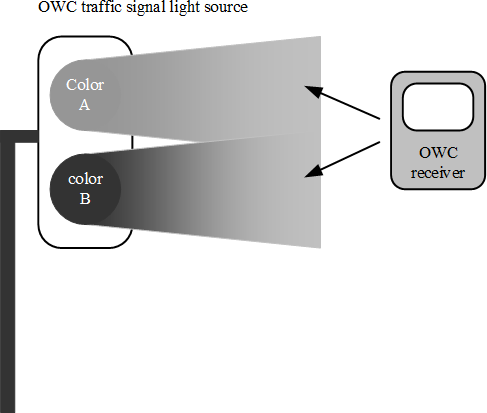 OWC traffic signal light source
Color
A
color
B
OWC
receiver